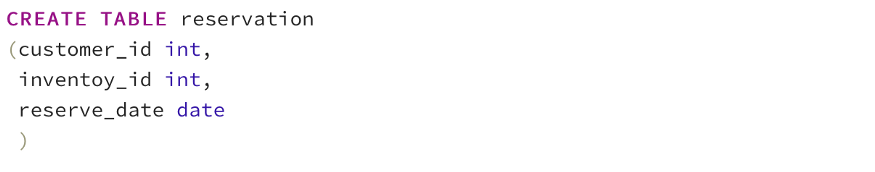 CREATE TABLE reservation
(customer_id int,
inventoy_id int,
reserve_date date
)